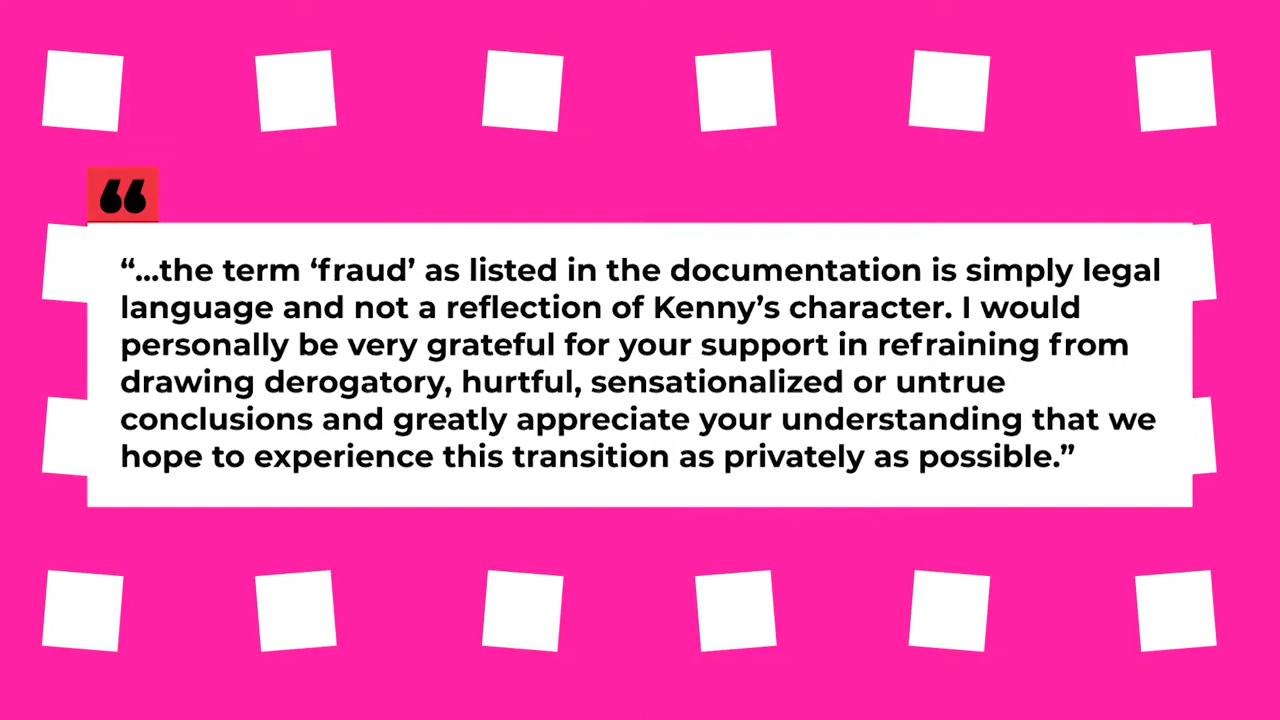 “
“...the term ‘fraud’ as listed in the documentation is simply legal
language and not a reflection of Kenny’s character. I would
personally be very grateful for your support in refraining from
drawing derogatory, hurtful, sensationalized or untrue
conclusions and greatly appreciate your understanding that we
hope to experience this transition as privately as possible.”